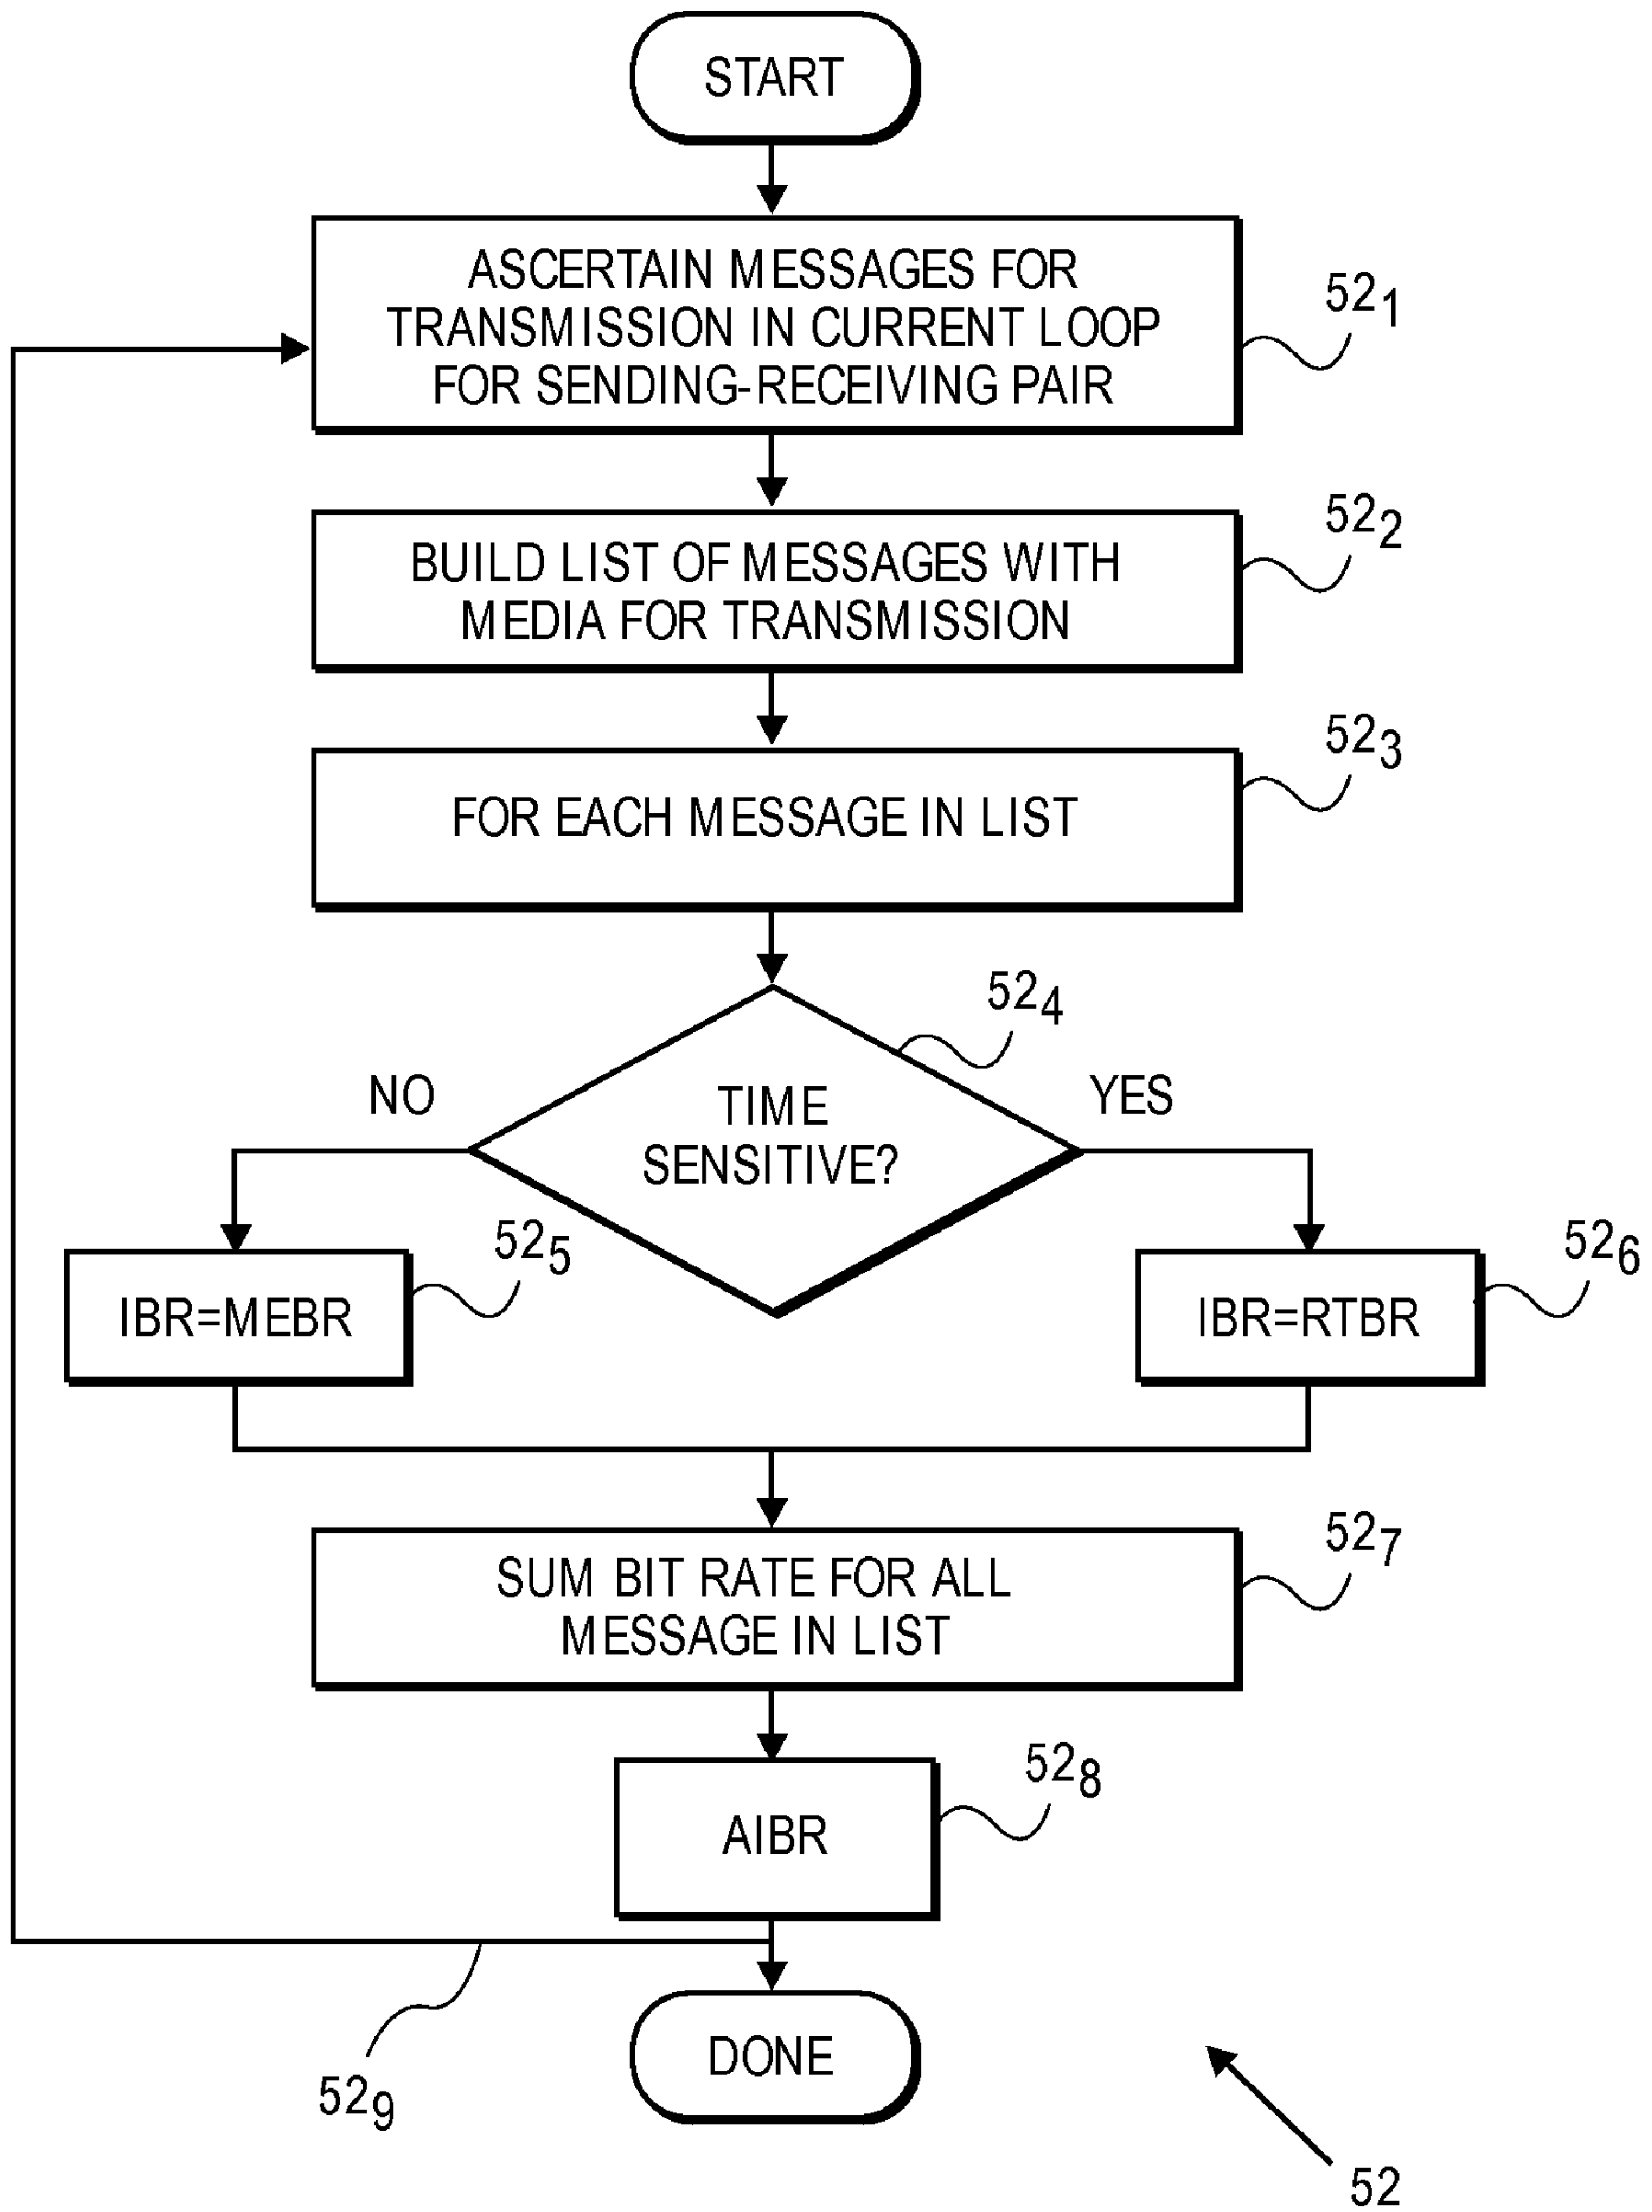 START
ASCERTAIN MESSAGES FOR
TRANSMISSION IN CURRENT LOOP
FOR SENDING-RECEIVING PAIR
52₁
BUILD LIST OF MESSAGES WITH
MEDIA FOR TRANSMISSION
52₂
FOR EACH MESSAGE IN LIST
52₃
TIME
SENSITIVE?
52₄
NO
YES
IBR=MEBR
52₅
IBR=RTBR
52₆
SUM BIT RATE FOR ALL
MESSAGE IN LIST
52₇
AIBR
52₈
DONE
52₉
52